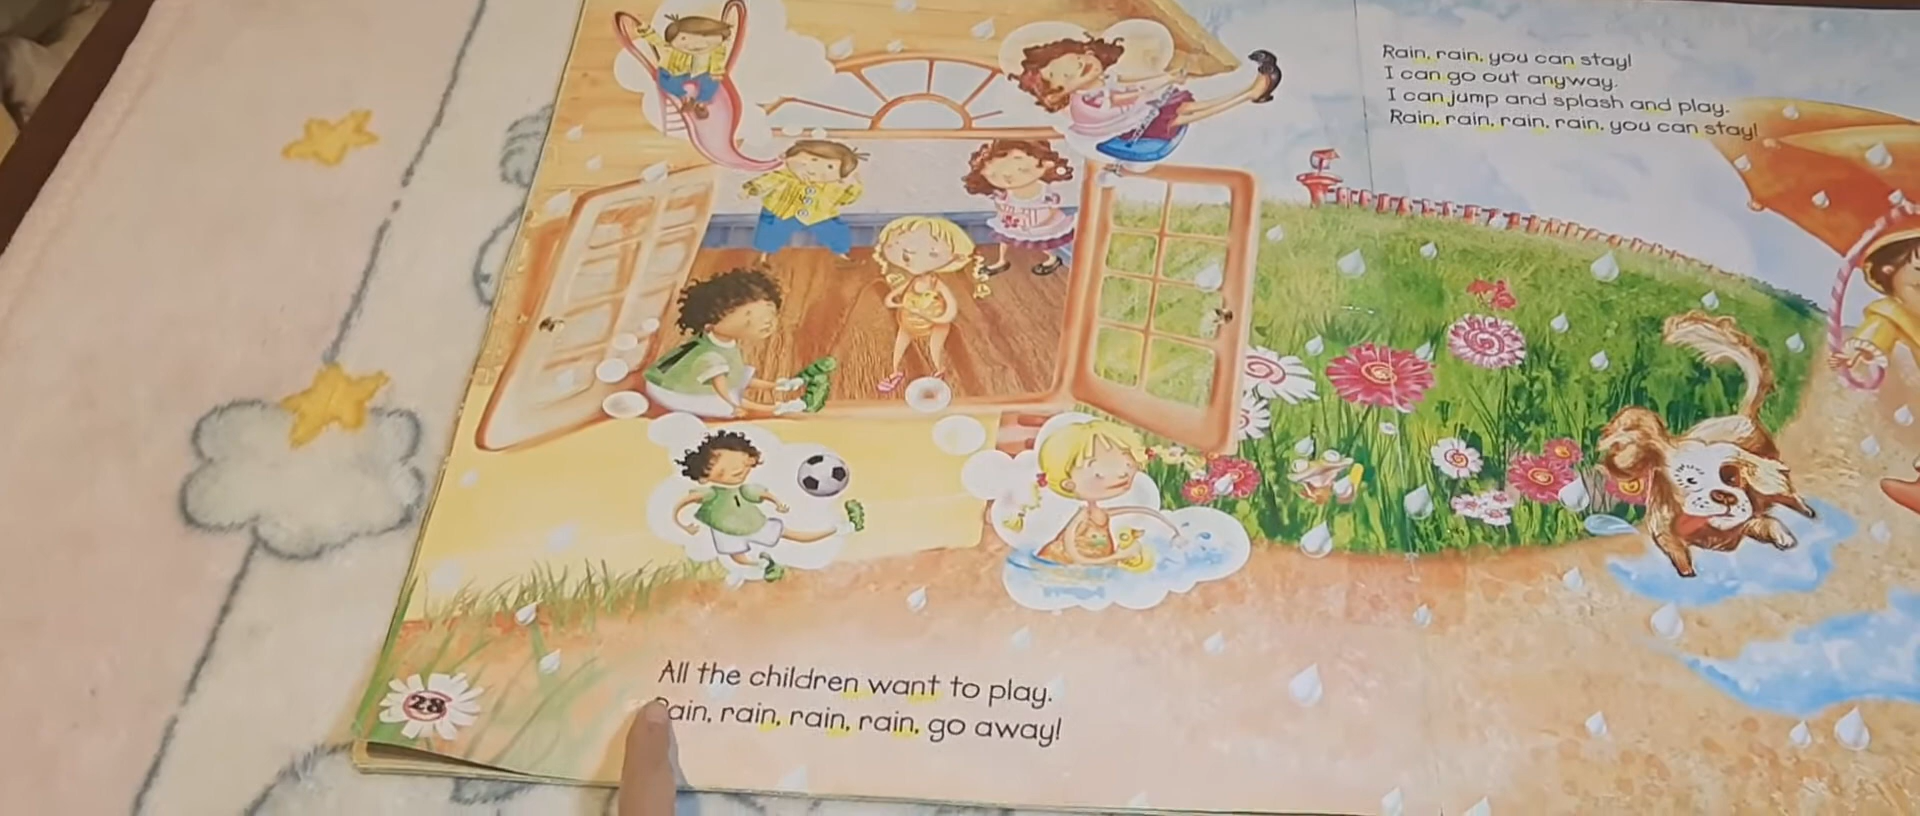 All the children want to play.
Rain, rain, rain, rain, go away!
28
Rain, rain, you can stay!
I can go out anyway.
I can jump and splash and play.
Rain, rain, rain, rain, you can stay!